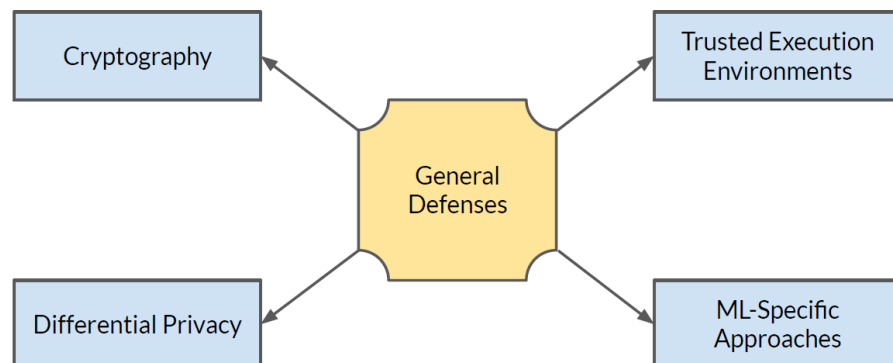 Cryptography
Trusted Execution
Environments
General
Defenses
Differential Privacy
ML-Specific
Approaches